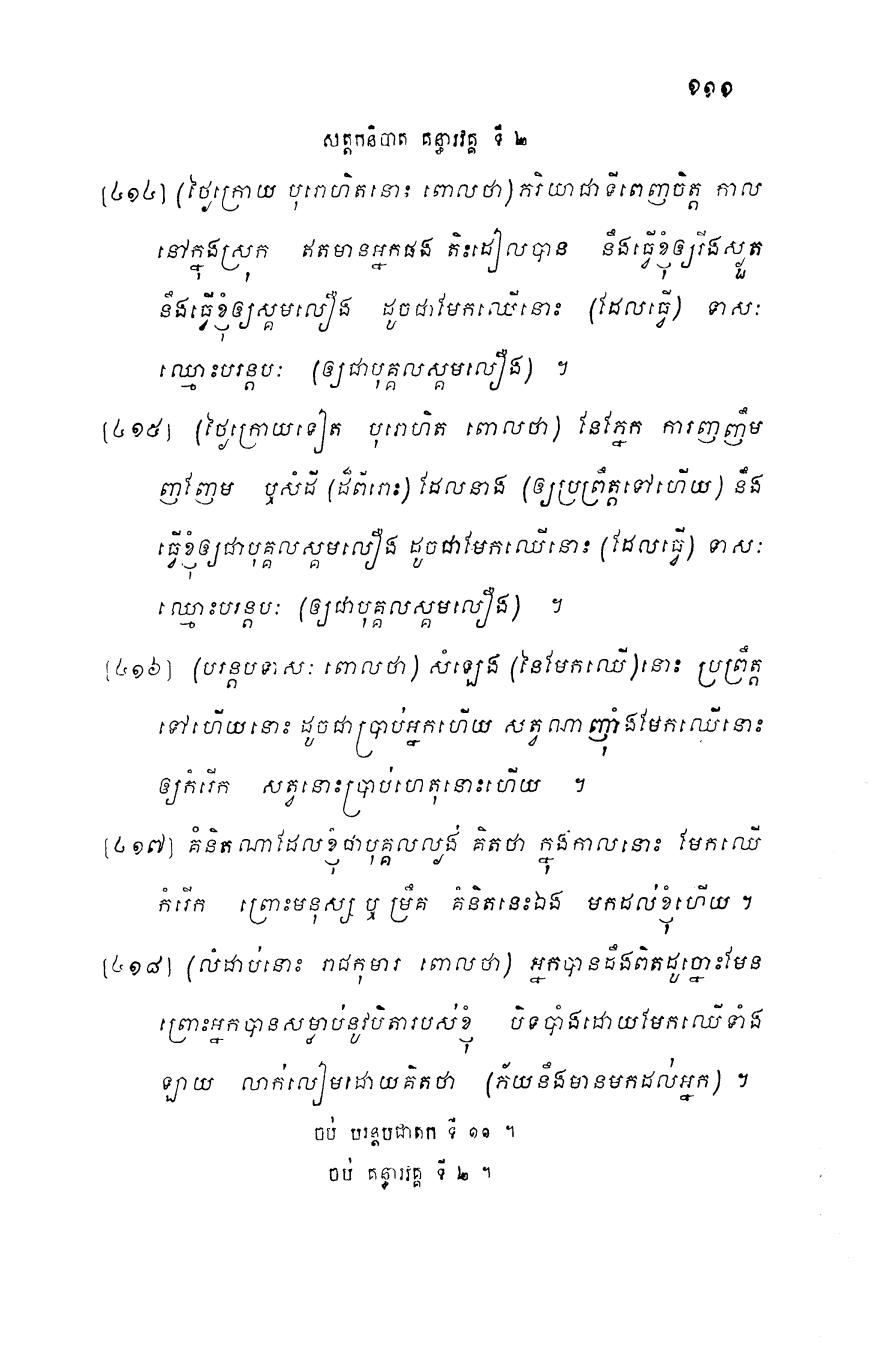 ១១១
សត្តកនិបាត គន្ធារវគ្គ ទី ២
[៤១៤] (ថ្ងៃក្រោយ បុរោហិតនោះ ពោលថា) ករិយាជាទីពេញចិត្ត កាល
នៅក្នុងស្រុក ឥតមានអ្នកផង តិះដៀលបាន នឹងធ្វើខ្ញុំឲ្យរីងស្លួត
នឹងធ្វើខ្ញុំឲ្យស្គមលឿង ដូចជាមែកឈើនោះ (ដែលធ្វើ) ទាសៈ
ឈ្មោះបរន្តបៈ (ឲ្យជាបុគ្គលស្គមលឿង) ។
[៤១៥] (ថ្ងៃក្រោយទៀត បុរោហិត ពោលថា) នែភ្នែក ការញញឹម
ញញែម ឬសំដី (ដ៏ពីរោះ) ដែលនាង (ឲ្យប្រព្រឹត្តទៅហើយ) នឹង
ធ្វើខ្ញុំឲ្យជាបុគ្គលស្គមលឿង ដូចជាមែកឈើនោះ (ដែលធ្វើ) ទាសៈ
ឈ្មោះបរន្តបៈ (ឲ្យជាបុគ្គលស្គមលឿង) ។
[៤១៦] (បរន្តបទាសៈ ពោលថា) សំឡេង (នៃមែកឈើ)នោះ ប្រព្រឹត្ត
ទៅហើយនោះ ដូចជាប្រាប់អ្នកហើយ សត្វណាញ៉ាំងមែកឈើនោះ
ឲ្យកំរើក សត្វនោះប្រាប់ហេតុនោះហើយ ។
[៤១៧] គំនិតណាដែលខ្ញុំជាបុគ្គលល្ងង់ គិតថា ក្នុងកាលនោះ មែកឈើ
កំរើក ព្រោះមនុស្ស ឬ ម្រឹគ គំនិតនេះឯង មកដល់ខ្ញុំហើយ ។
[៤១៨] (លំដាប់នោះ រាជកុមារ ពោលថា) អ្នកបានដឹងពិតដូច្នោះមែន
ព្រោះអ្នកបានសម្លាប់នូវបិតារបស់ខ្ញុំ បិទបាំងដោយមែកឈើទាំង
ឡាយ លាក់លៀមដោយគិតថា (ភ័យនឹងមានមកដល់អ្នក) ។
ចប់ បរន្តបជាតក ទី ១១ ។
ចប់ គន្ធារវគ្គ ទី ២ ។